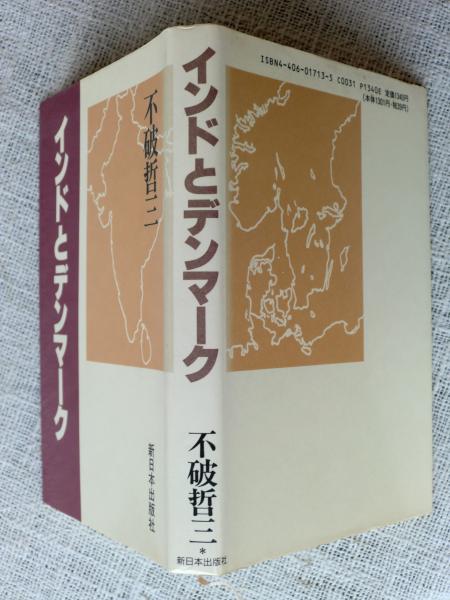 インドとデンマーク
不破哲三
新日本出版社
インドとデンマーク
不破哲三
*
新日本出版社
ISBN4-406-01713-5 C0031 P1340E 定価1340円
(本体1301円・税39円)